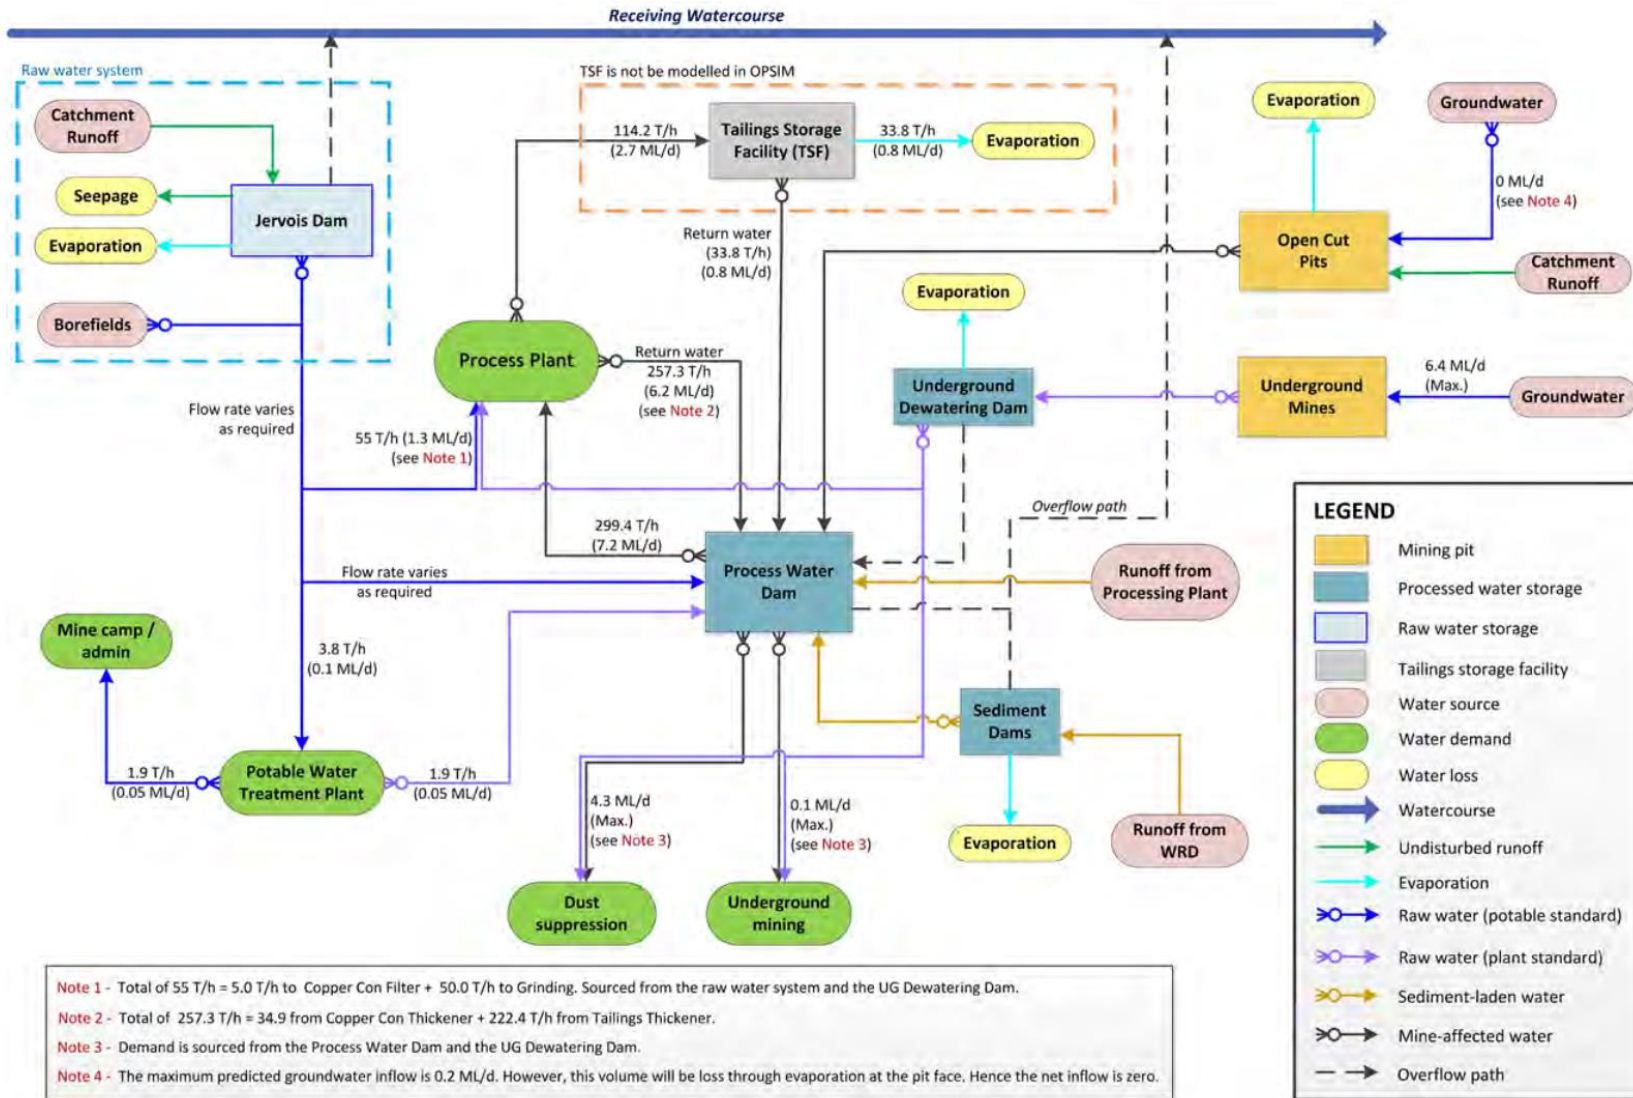 Receiving Watercourse
Raw water system
TSF is not be modelled in OPSIM
Catchment
Runoff
Seepage
Evaporation
Jervois Dam
Borefields
114.2 T/h
(2.7 ML/d)
Tailings Storage
Facility (TSF)
33.8 T/h
(0.8 ML/d)
Evaporation
Evaporation
Groundwater
0 ML/d
(see Note 4)
Return water
(33.8 T/h)
(0.8 ML/d)
Open Cut
Pits
Catchment
Runoff
Evaporation
Process Plant
Return water
257.3 T/h
(6.2 ML/d)
(see Note 2)
Underground
Dewatering Dam
Underground
Mines
6.4 ML/d
(Max.)
Groundwater
Flow rate varies
as required
55 T/h (1.3 ML/d)
(see Note 1)
299.4 T/h
(7.2 ML/d)
Overflow path
Process Water
Dam
Runoff from
Processing Plant
Flow rate varies
as required
Mine camp /
admin
3.8 T/h
(0.1 ML/d)
Sediment
Dams
1.9 T/h
(0.05 ML/d)
Potable Water
Treatment Plant
1.9 T/h
(0.05 ML/d)
4.3 ML/d
(Max.)
(see Note 3)
0.1 ML/d
(Max.)
(see Note 3)
Evaporation
Runoff from
WRD
Dust
suppression
Underground
mining
LEGEND
Mining pit
Processed water storage
Raw water storage
Tailings storage facility
Water source
Water demand
Water loss
Watercourse
Undisturbed runoff
Evaporation
Raw water (potable standard)
Raw water (plant standard)
Sediment-laden water
Mine-affected water
Overflow path
Note 1 - Total of 55 T/h = 5.0 T/h to Copper Con Filter + 50.0 T/h to Grinding. Sourced from the raw water system and the UG Dewatering Dam.
Note 2 - Total of 257.3 T/h = 34.9 from Copper Con Thickener + 222.4 T/h from Tailings Thickener.
Note 3 - Demand is sourced from the Process Water Dam and the UG Dewatering Dam.
Note 4 - The maximum predicted groundwater inflow is 0.2 ML/d. However, this volume will be loss through evaporation at the pit face. Hence the net inflow is zero.